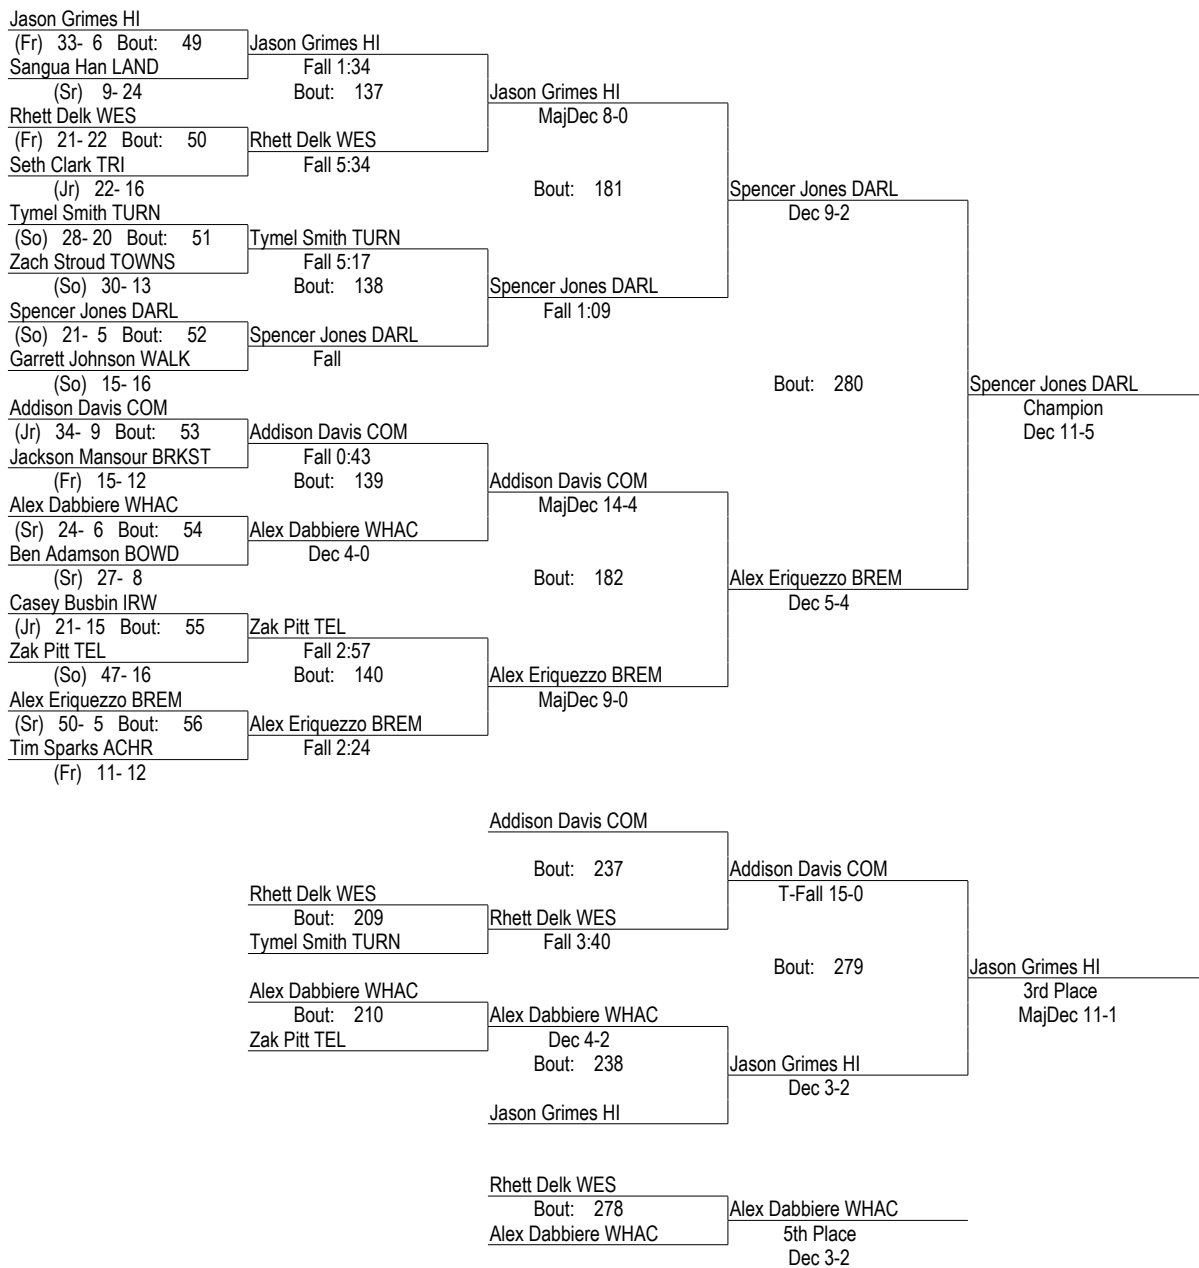 Jason Grimes HI
(Fr) 33- 6 Bout: 49 Jason Grimes HI
Sangua Han LAND Fall 1:34
(Sr) 9- 24 Bout: 137 Jason Grimes HI
Rhett Delk WES MajDec 8-0
(Fr) 21- 22 Bout: 50 Rhett Delk WES
Seth Clark TRI Fall 5:34
(Jr) 22- 16 Bout: 181 Spencer Jones DARL
Tymel Smith TURN Dec 9-2
(So) 28- 20 Bout: 51 Tymel Smith TURN
Zach Stroud TOWNS Fall 5:17
(So) 30- 13 Bout: 138 Spencer Jones DARL
Spencer Jones DARL Fall 1:09
(So) 21- 5 Bout: 52 Spencer Jones DARL
Garrett Johnson WALK Fall
(So) 15- 16 Bout: 280 Spencer Jones DARL
Addison Davis COM Champion
(Jr) 34- 9 Bout: 53 Addison Davis COM Dec 11-5
Jackson Mansour BRKST Fall 0:43
(Fr) 15- 12 Bout: 139 Addison Davis COM
Alex Dabbiere WHAC MajDec 14-4
(Sr) 24- 6 Bout: 54 Alex Dabbiere WHAC
Ben Adamson BOWD Dec 4-0
(Sr) 27- 8 Bout: 182 Alex Eriquezzo BREM
Casey Busbin IRW Dec 5-4
(Jr) 21- 15 Bout: 55 Zak Pitt TEL
Zak Pitt TEL Fall 2:57
(So) 47- 16 Bout: 140 Alex Eriquezzo BREM
Alex Eriquezzo BREM MajDec 9-0
(Sr) 50- 5 Bout: 56 Alex Eriquezzo BREM
Tim Sparks ACHR Fall 2:24
(Fr) 11- 12
Addison Davis COM
Bout: 237 Addison Davis COM
Rhett Delk WES T-Fall 15-0
Bout: 209 Rhett Delk WES
Tymel Smith TURN Fall 3:40
Bout: 279 Jason Grimes HI
Alex Dabbiere WHAC 3rd Place
Bout: 210 Alex Dabbiere WHAC MajDec 11-1
Zak Pitt TEL Dec 4-2
Bout: 238 Jason Grimes HI
Dec 3-2
Jason Grimes HI
Rhett Delk WES
Bout: 278 Alex Dabbiere WHAC
Alex Dabbiere WHAC 5th Place
Dec 3-2